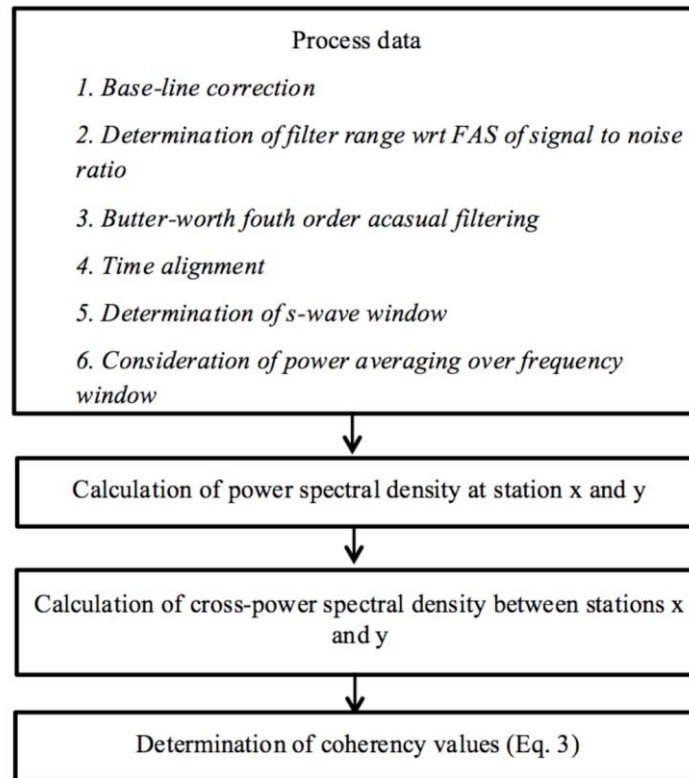 Process data
1. Base-line correction
2. Determination of filter range wrt FAS of signal to noise
ratio
3. Butter-worth fouth order acasual filtering
4. Time alignment
5. Determination of s-wave window
6. Consideration of power averaging over frequency
window
Calculation of power spectral density at station x and y
Calculation of cross-power spectral density between stations x
and y
Determination of coherency values (Eq. 3)